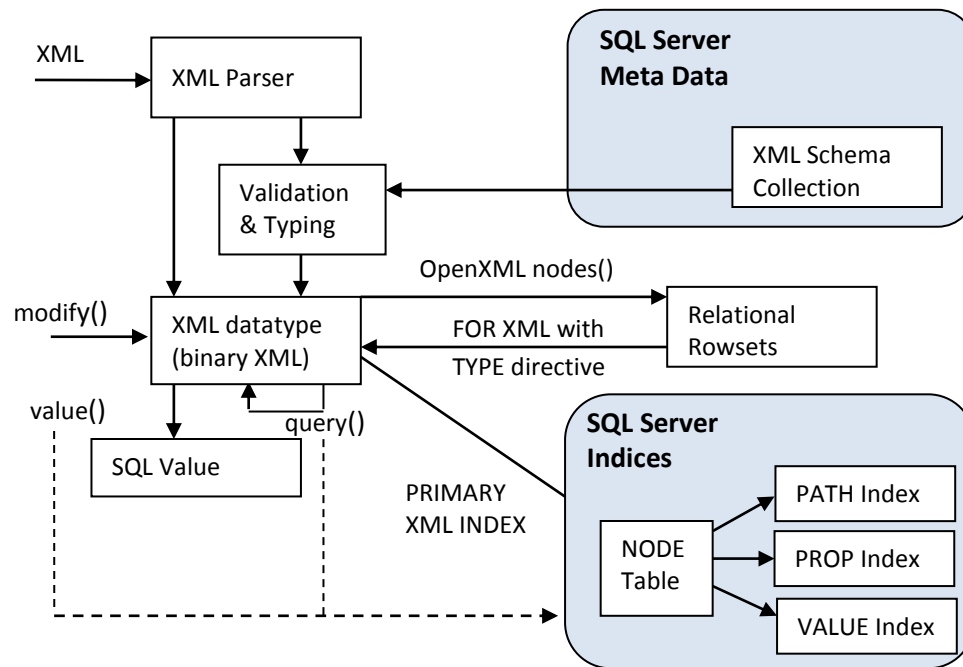 XML
XML Parser
SQL Server
Meta Data
XML Schema
Collection
Validation
& Typing
OpenXML nodes()
modify()
XML datatype
(binary XML)
FOR XML with
TYPE directive
Relational
Rowsets
value()
query()
SQL Value
SQL Server
Indices
PRIMARY
XML INDEX
NODE
Table
PATH Index
PROP Index
VALUE Index